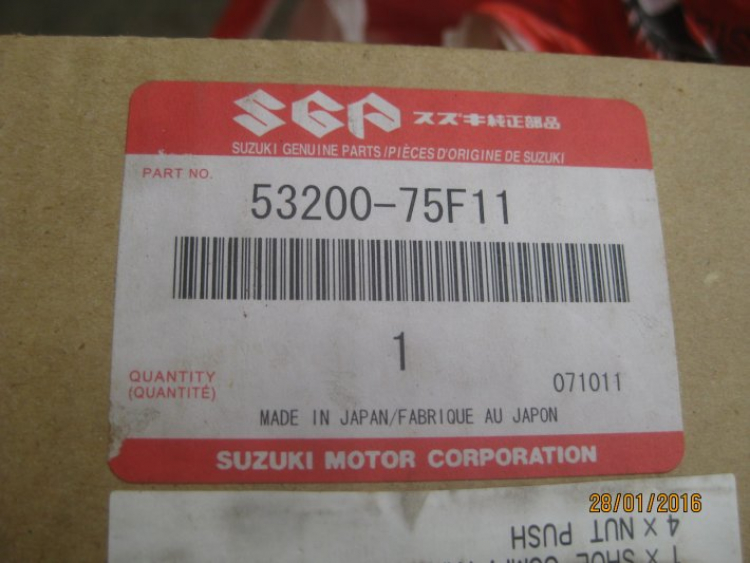 SGP スズキ純正部品
SUZUKI GENUINE PARTS/PIÈCES D'ORIGINE DE SUZUKI
PART NO.
53200-75F11
1
QUANTITY
(QUANTITÉ)
071011
MADE IN JAPAN/FABRIQUE AU JAPON
SUZUKI MOTOR CORPORATION
28/01/2016
4 × NUT PUSH
1 × SHOE